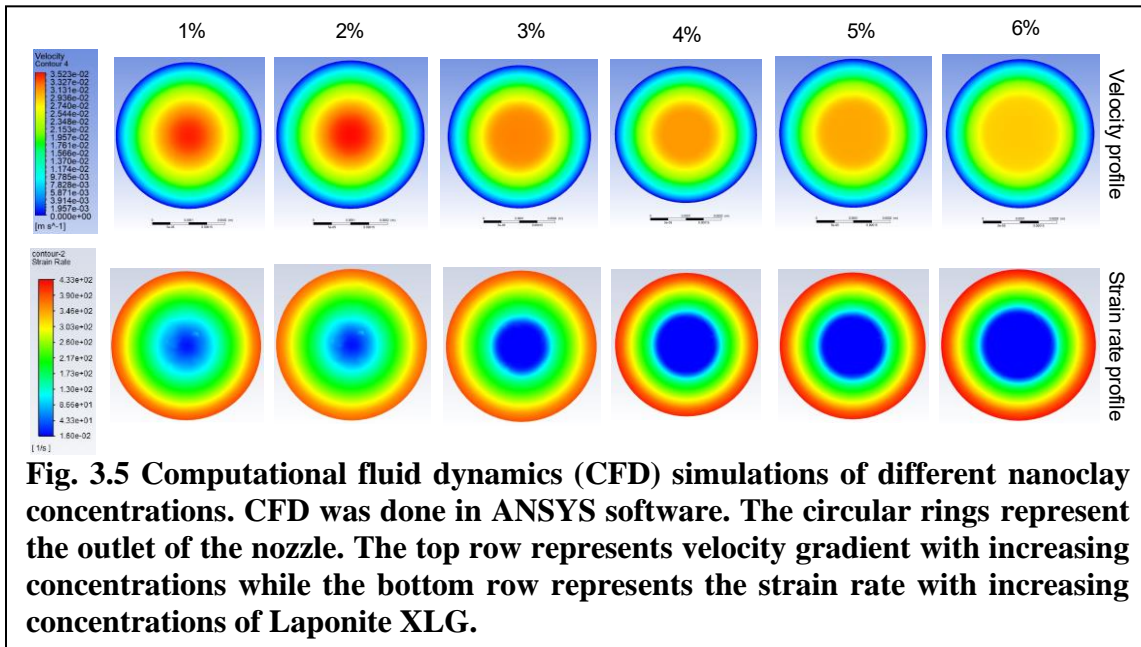 1% 2% 3% 4% 5% 6%
Velocity
Contour 4
3.523e-02
3.327e-02
3.131e-02
2.936e-02
2.740e-02
2.544e-02
2.348e-02
2.153e-02
1.957e-02
1.761e-02
1.566e-02
1.370e-02
1.174e-02
9.785e-03
7.828e-03
5.871e-03
3.914e-03
1.957e-03
0.000e+00
[m s^-1]
Velocity profile
contour-2
Strain Rate
4.33e+02
3.90e+02
3.46e+02
3.03e+02
2.60e+02
2.17e+02
1.73e+02
1.30e+02
8.66e+01
4.33e+01
1.60e-02
[ 1/s ]
Strain rate profile
Fig. 3.5 Computational fluid dynamics (CFD) simulations of different nanoclay
concentrations. CFD was done in ANSYS software. The circular rings represent
the outlet of the nozzle. The top row represents velocity gradient with increasing
concentrations while the bottom row represents the strain rate with increasing
concentrations of Laponite XLG.